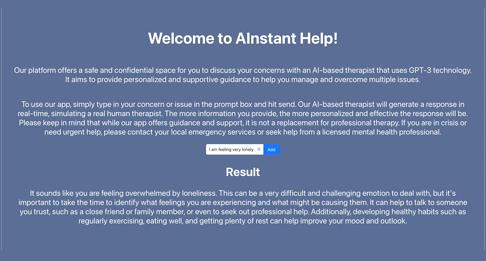 Welcome to AInstant Help!
Our platform offers a safe and confidential space for you to discuss your concerns with an AI-based therapist that uses GPT-3 technology.
It aims to provide personalized and supportive guidance to help you manage and overcome multiple issues.
To use our app, simply type in your concern or issue in the prompt box and hit send. Our AI-based therapist will generate a response in
real-time, simulating a real human therapist. The more information you provide, the more personalized and effective the response will be.
Please keep in mind that while our app offers guidance and support, it is not a replacement for professional therapy. If you are in crisis or
need urgent help, please contact your local emergency services or seek help from a licensed mental health professional.
I am feeling very lonely Add
Result
It sounds like you are feeling overwhelmed by loneliness. This can be a very difficult and challenging emotion to deal with, but it's
important to take the time to identify what feelings you are experiencing and what might be causing them. It can help to talk to someone
you trust, such as a close friend or family member, or even to seek out professional help. Additionally, developing healthy habits such as
regularly exercising, eating well, and getting plenty of rest can help improve your mood and outlook.